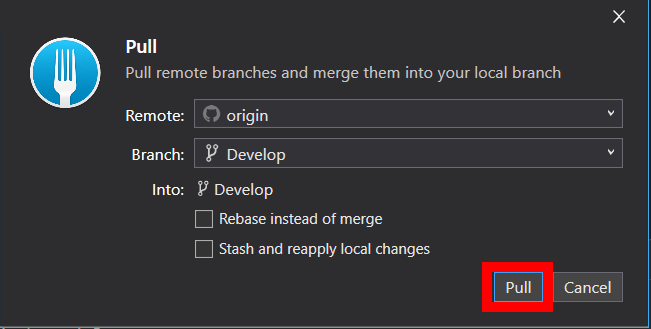 Pull
Pull remote branches and merge them into your local branch
Remote: origin
Branch: Develop
Into: Develop
Rebase instead of merge
Stash and reapply local changes
Pull Cancel